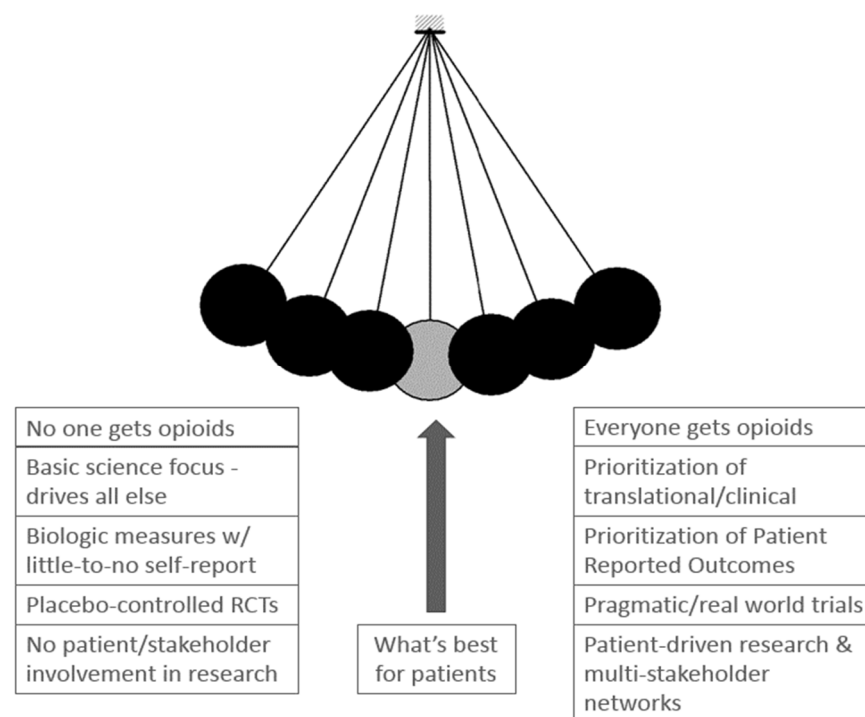 No one gets opioids
Basic science focus -
drives all else
Biologic measures w/
little-to-no self-report
Placebo-controlled RCTs
No patient/stakeholder
involvement in research
What's best
for patients
Everyone gets opioids
Prioritization of
translational/clinical
Prioritization of Patient
Reported Outcomes
Pragmatic/real world trials
Patient-driven research &
multi-stakeholder
networks